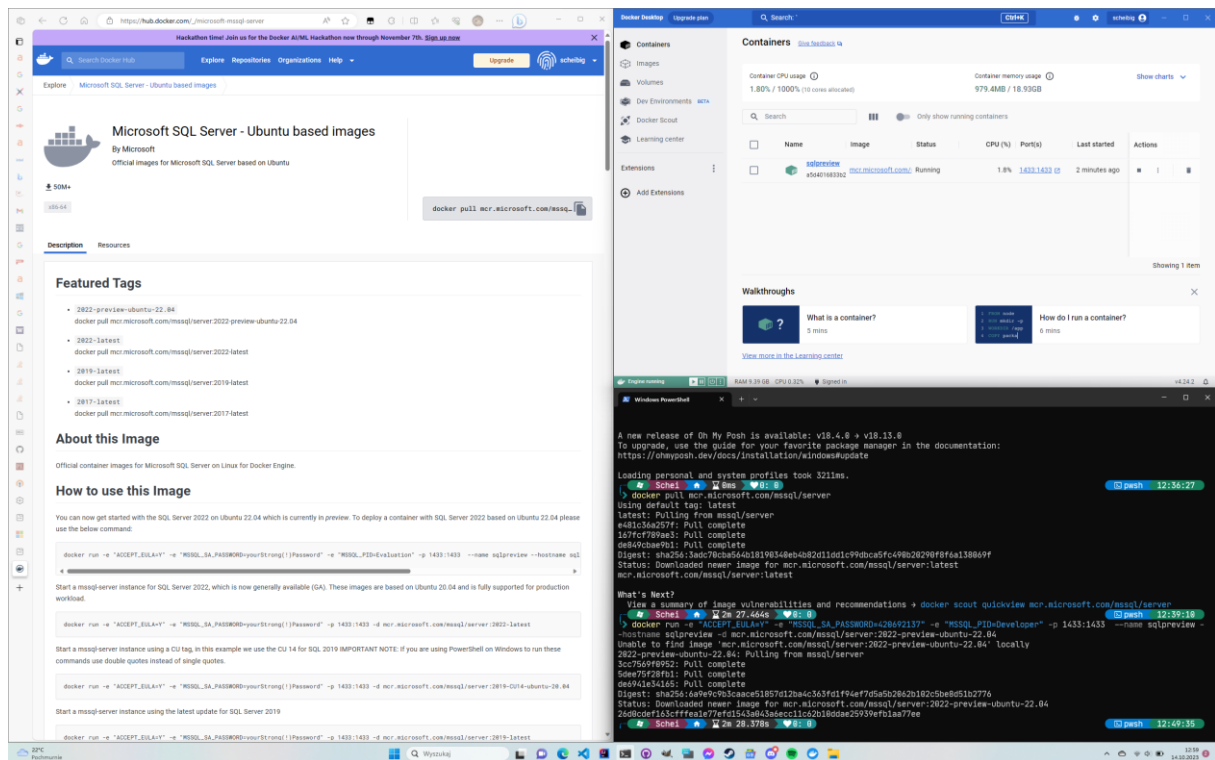 https://hub.docker.com/_/microsoft-mssql-server
Hackathon time! Join us for the Docker AI/ML Hackathon now through November 7th. Sign up now
Search Docker Hub
Explore Repositories Organizations Help
Upgrade
scheibig
Explore Microsoft SQL Server - Ubuntu based images
Microsoft SQL Server - Ubuntu based images
By Microsoft
Official images for Microsoft SQL Server based on Ubuntu
50M+
x86-64
docker pull mcr.microsoft.com/mssq…
Description Resources
Featured Tags
2022-preview-ubuntu-22.04
docker pull mcr.microsoft.com/mssql/server:2022-preview-ubuntu-22.04
2022-latest
docker pull mcr.microsoft.com/mssql/server:2022-latest
2019-latest
docker pull mcr.microsoft.com/mssql/server:2019-latest
2017-latest
docker pull mcr.microsoft.com/mssql/server:2017-latest
About this Image
Official container images for Microsoft SQL Server on Linux for Docker Engine.
How to use this Image
You can now get started with the SQL Server 2022 on Ubuntu 22.04 which is currently in preview. To deploy a container with SQL Server 2022 based on Ubuntu 22.04 please
use the below command:
docker run -e "ACCEPT_EULA=Y" -e "MSSQL_SA_PASSWORD=yourStrong(!)Password" -e "MSSQL_PID=Evaluation" -p 1433:1433 --name sqlpreview --hostname sql
Start a mssql-server instance for SQL Server 2022, which is now generally available (GA). These images are based on Ubuntu 20.04 and is fully supported for production
workload.
docker run -e "ACCEPT_EULA=Y" -e "MSSQL_SA_PASSWORD=yourStrong(!)Password" -p 1433:1433 -d mcr.microsoft.com/mssql/server:2022-latest
Start a mssql-server instance using a CU tag, in this example we use the CU 14 for SQL 2019 IMPORTANT NOTE: If you are using PowerShell on Windows to run these
commands use double quotes instead of single quotes.
docker run -e "ACCEPT_EULA=Y" -e "MSSQL_SA_PASSWORD=yourStrong(!)Password" -p 1433:1433 -d mcr.microsoft.com/mssql/server:2019-CU14-ubuntu-20.04
Start a mssql-server instance using the latest update for SQL Server 2019
docker run -e "ACCEPT_EULA=Y" -e "MSSQL_SA_PASSWORD=yourStrong(!)Password" -p 1433:1433 -d mcr.microsoft.com/mssql/server:2019-latest
Docker Desktop Upgrade plan
Search
Ctrl+K
scheibig
Containers
Images
Volumes
Dev Environments BETA
Docker Scout
Learning center
Extensions
Add Extensions
Containers Give feedback
Container CPU usage
1.80% / 1000% (10 cores allocated)
Container memory usage
979.4MB / 18.93GB
Show charts
Search
Only show running containers
Name Image Status CPU (%) Port(s) Last started Actions
sqlpreview
a5d4016833b2
mcr.microsoft.com/ Running 1.8% 1433:1433 2 minutes ago
Showing 1 item
Walkthroughs
What is a container?
5 mins
How do I run a container?
6 mins
View more in the Learning center
Engine running
RAM 9.39 GB CPU 0.32% Signed in
v4.24.2
Windows PowerShell
A new release of Oh My Posh is available: v18.4.0 → v18.13.0
To upgrade, use the guide for your favorite package manager in the documentation:
https://ohmyposh.dev/docs/installation/windows#update
Loading personal and system profiles took 3211ms.
Schei 0ms 0: 0 pwsh 12:36:27
docker pull mcr.microsoft.com/mssql/server
Using default tag: latest
latest: Pulling from mssql/server
e481c36a257f: Pull complete
167fcf789ae3: Pull complete
de849cbae9b1: Pull complete
Digest: sha256:3adc70cba564b18190340eb4b82d11dd1c99dbca5fc490b20290f8f6a138069f
Status: Downloaded newer image for mcr.microsoft.com/mssql/server:latest
mcr.microsoft.com/mssql/server:latest
What's Next?
View a summary of image vulnerabilities and recommendations → docker scout quickview mcr.microsoft.com/mssql/server
Schei 2m 27.464s 0: 0 pwsh 12:39:10
docker run -e "ACCEPT_EULA=Y" -e "MSSQL_SA_PASSWORD=420692137" -e "MSSQL_PID=Developer" -p 1433:1433 --name sqlpreview -
-hostname sqlpreview -d mcr.microsoft.com/mssql/server:2022-preview-ubuntu-22.04
Unable to find image 'mcr.microsoft.com/mssql/server:2022-preview-ubuntu-22.04' locally
2022-preview-ubuntu-22.04: Pulling from mssql/server
3cc7569f0952: Pull complete
5dee75f28fb1: Pull complete
de6941e34165: Pull complete
Digest: sha256:6a9e9c9b3caace51857d12ba4c363fd1f94ef7d5a5b2062b102c5be8d51b2776
Status: Downloaded newer image for mcr.microsoft.com/mssql/server:2022-preview-ubuntu-22.04
26d0cdef163cfffea1e77efd1543a043a6ecc11c62b10ddae25939efb1aa77ee
Schei 2m 28.378s 0: 0 pwsh 12:49:35
22°C
Pochmurnie
Wyszukaj
12:50
14.10.2023